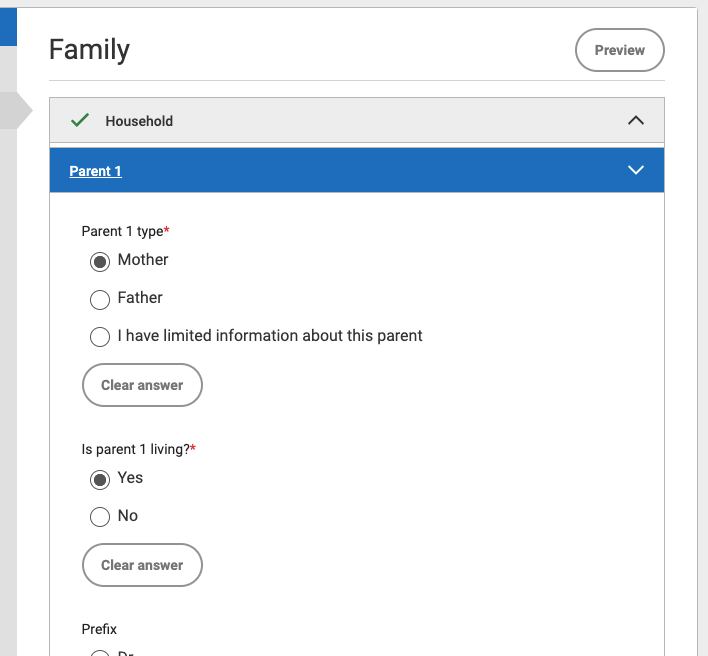 Family
Preview
Household
Parent 1
Parent 1 type*
Mother
Father
I have limited information about this parent
Clear answer
Is parent 1 living?*
Yes
No
Clear answer
Prefix
Dr